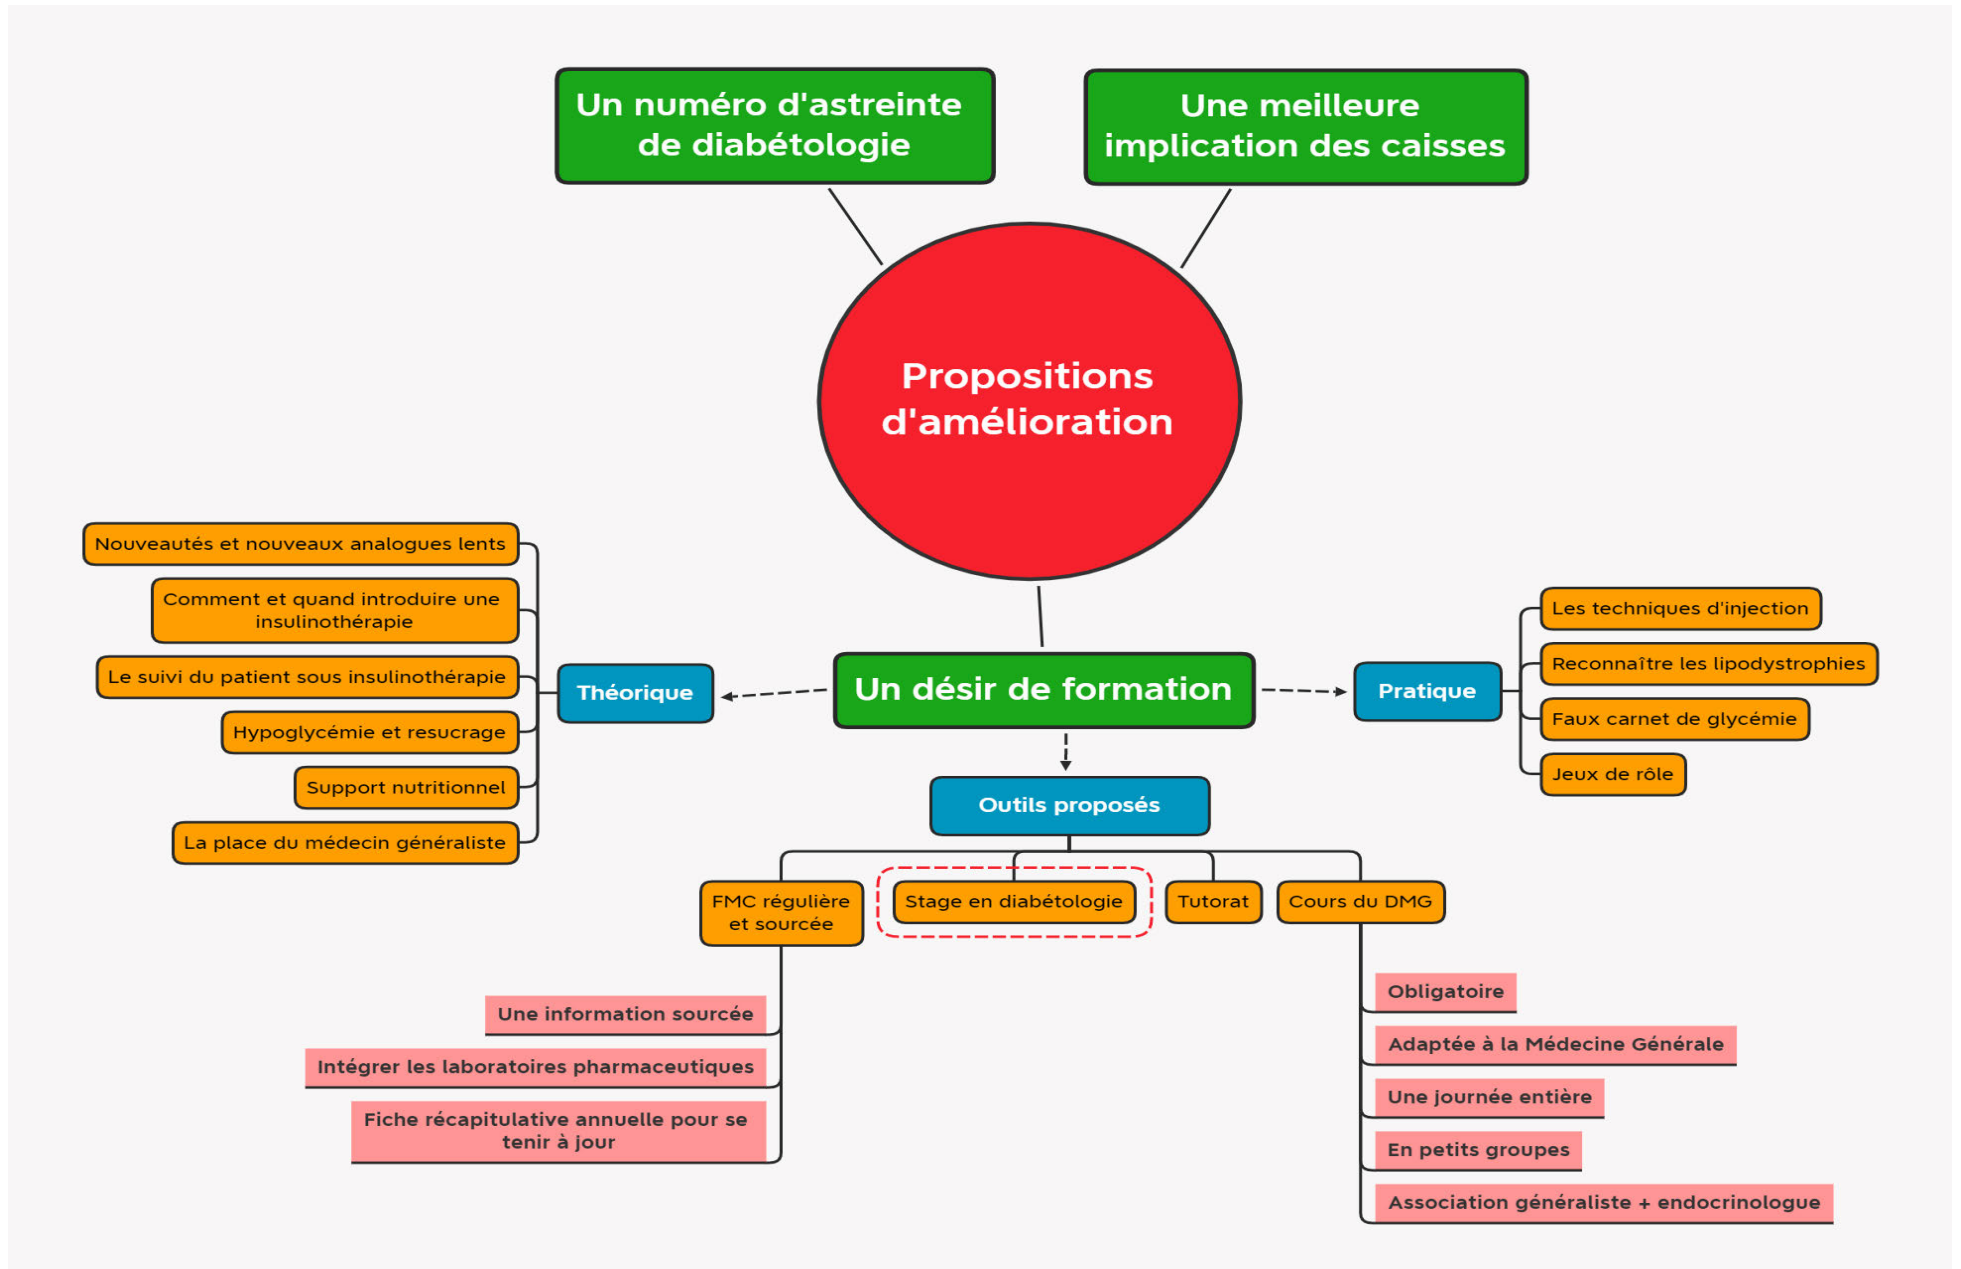 Un numéro d'astreinte
de diabétologie
Une meilleure
implication des caisses
Propositions
d'amélioration
Nouveautés et nouveaux analogues lents
Comment et quand introduire une
insulinothérapie
Le suivi du patient sous insulinothérapie
Hypoglycémie et resucrage
Support nutritionnel
La place du médecin généraliste
Théorique
Un désir de formation
Pratique
Les techniques d'injection
Reconnaître les lipodystrophies
Faux carnet de glycémie
Jeux de rôle
Outils proposés
FMC régulière
et sourcée
Stage en diabétologie
Tutorat
Cours du DMG
Une information sourcée
Intégrer les laboratoires pharmaceutiques
Fiche récapitulative annuelle pour se
tenir à jour
Obligatoire
Adaptée à la Médecine Générale
Une journée entière
En petits groupes
Association généraliste + endocrinologue